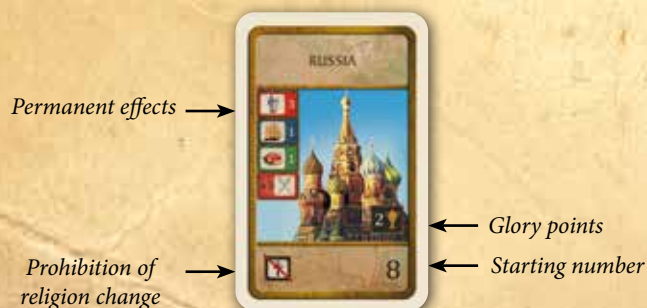 RUSSIA
Permanent effects
3
1
1
2
Glory points
8
Starting number
Prohibition of
religion change